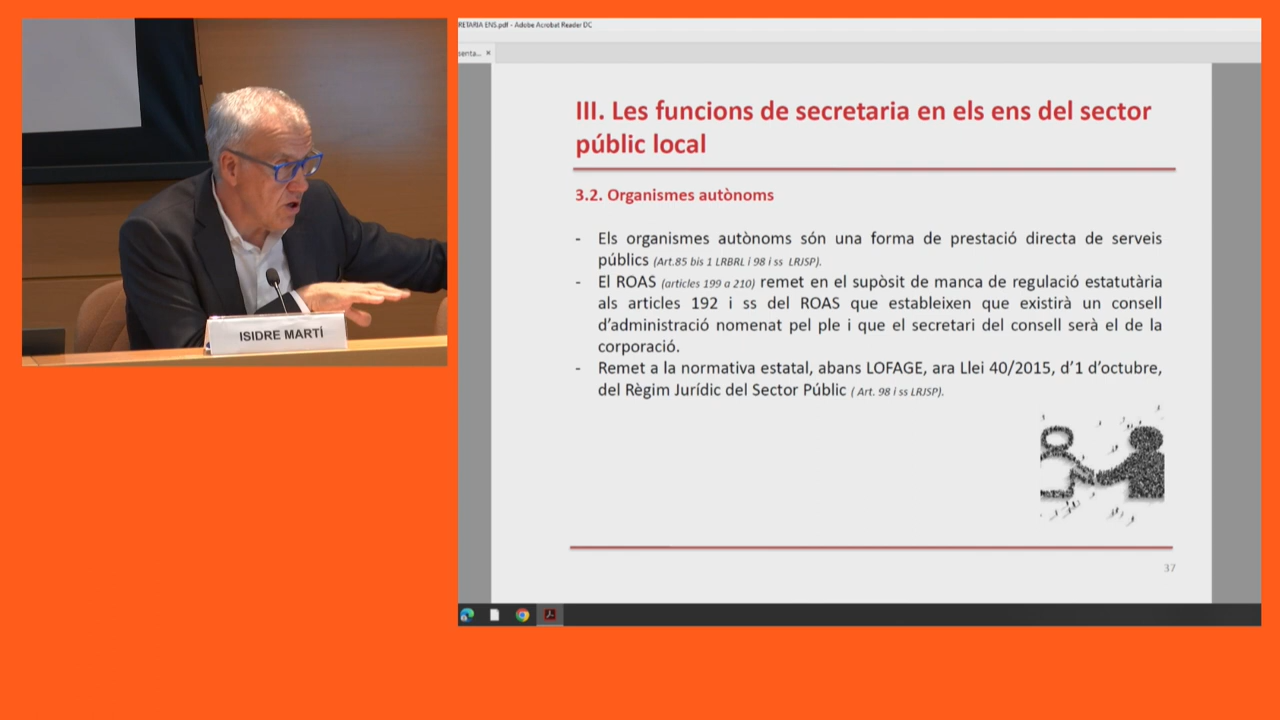 ISIDRE MARTÍ
RETARIA ENS.pdf - Adobe Acrobat Reader DC
III. Les funcions de secretaria en els ens del sector
públic local
3.2. Organismes autònoms
- Els organismes autònoms són una forma de prestació directa de serveis
públics (Art.85 bis 1 LRBRL i 98 i ss LRJSP).
- El ROAS (articles 199 a 210) remet en el supòsit de manca de regulació estatutària
als articles 192 i ss del ROAS que estableixen que existirà un consell
d’administració nomenat pel ple i que el secretari del consell serà el de la
corporació.
- Remet a la normativa estatal, abans LOFAGE, ara Llei 40/2015, d’1 d’octubre,
del Règim Jurídic del Sector Públic ( Art. 98 i ss LRJSP).
37